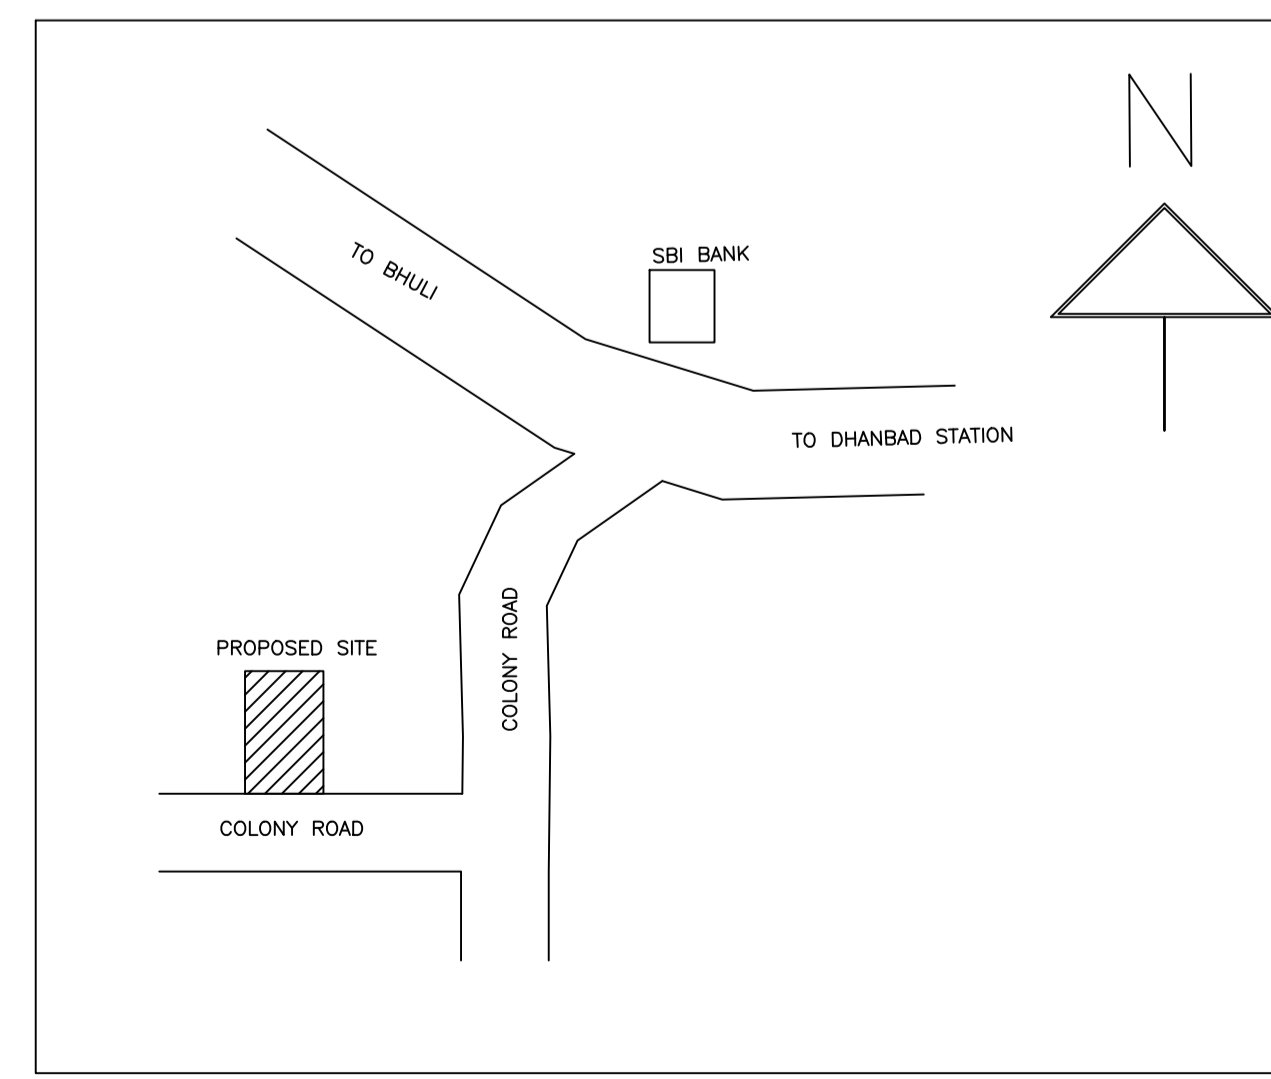 N
SBI BANK
TO BHULI
TO DHANBAD STATION
COLONY ROAD
PROPOSED SITE
COLONY ROAD